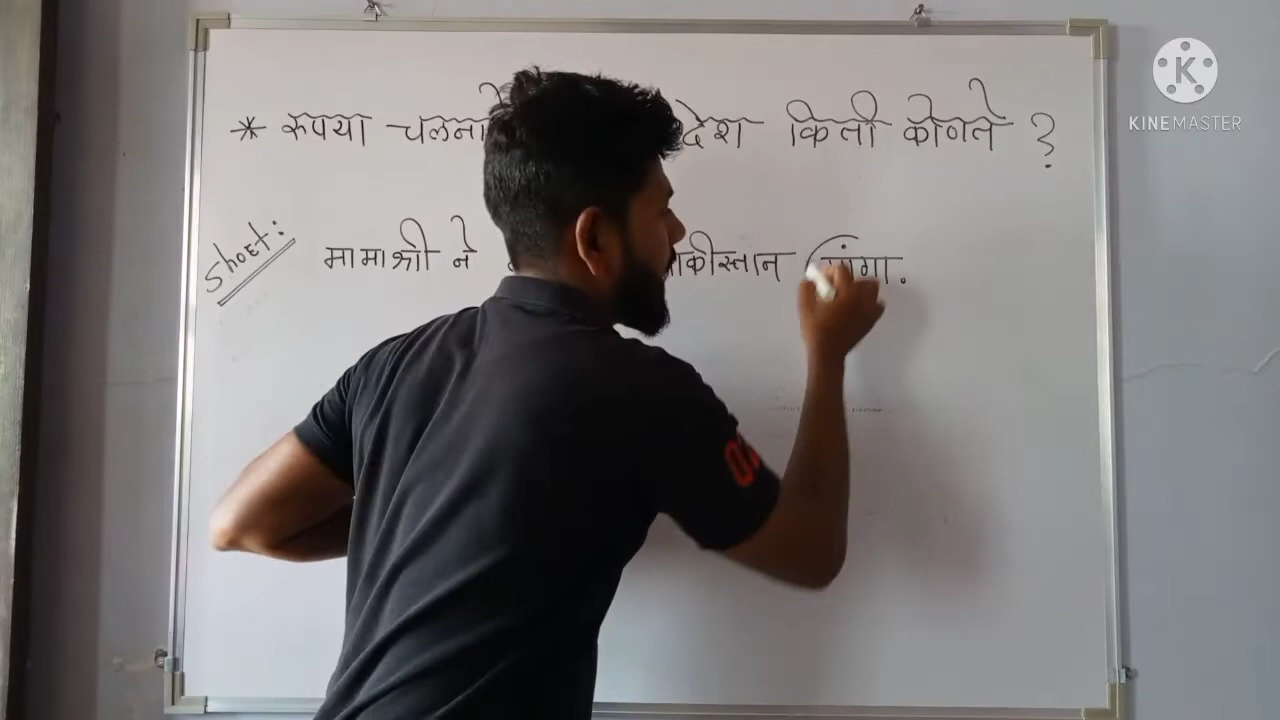 * रुपया चलना देश किती कोणते ?
Short: मामाश्री ने पाकीस्तान मांगा.
KINEMASTER